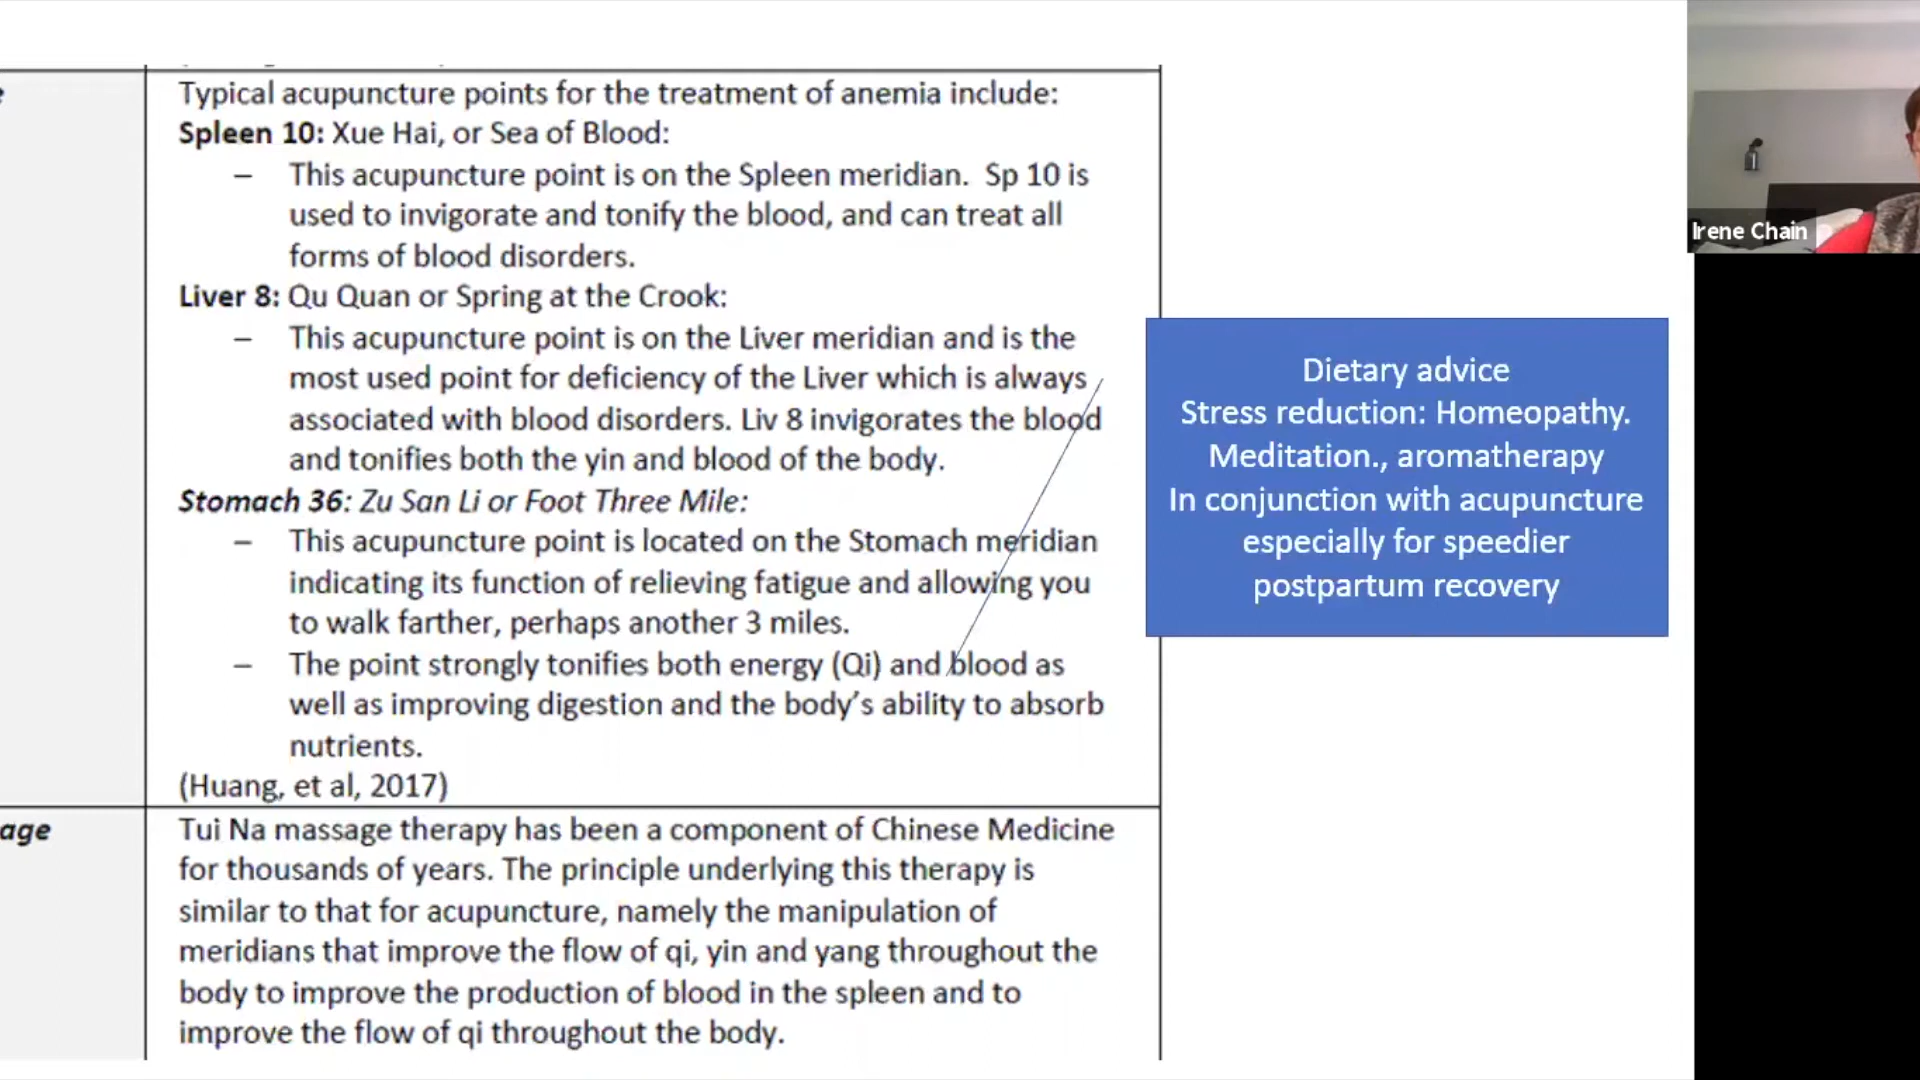 Typical acupuncture points for the treatment of anemia include:
Spleen 10: Xue Hai, or Sea of Blood:
– This acupuncture point is on the Spleen meridian.  Sp 10 is
used to invigorate and tonify the blood, and can treat all
forms of blood disorders.
Liver 8: Qu Quan or Spring at the Crook:
– This acupuncture point is on the Liver meridian and is the
most used point for deficiency of the Liver which is always
associated with blood disorders. Liv 8 invigorates the blood
and tonifies both the yin and blood of the body.
Stomach 36: Zu San Li or Foot Three Mile:
– This acupuncture point is located on the Stomach meridian
indicating its function of relieving fatigue and allowing you
to walk farther, perhaps another 3 miles.
– The point strongly tonifies both energy (Qi) and blood as
well as improving digestion and the body’s ability to absorb
nutrients.
(Huang, et al, 2017)
age
Tui Na massage therapy has been a component of Chinese Medicine
for thousands of years. The principle underlying this therapy is
similar to that for acupuncture, namely the manipulation of
meridians that improve the flow of qi, yin and yang throughout the
body to improve the production of blood in the spleen and to
improve the flow of qi throughout the body.
Dietary advice
Stress reduction: Homeopathy.
Meditation., aromatherapy
In conjunction with acupuncture
especially for speedier
postpartum recovery
Irene Chain